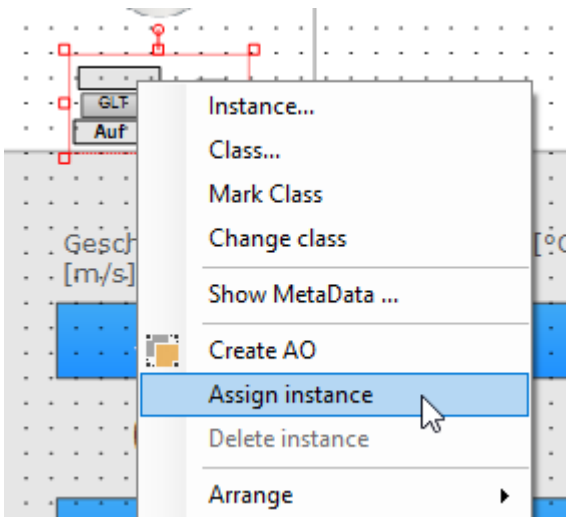 GLT
Auf
Instance...
Class...
Mark Class
Change class
Gesch
[m/s]
[°C
Show MetaData ...
Create AO
Assign instance
Delete instance
Arrange